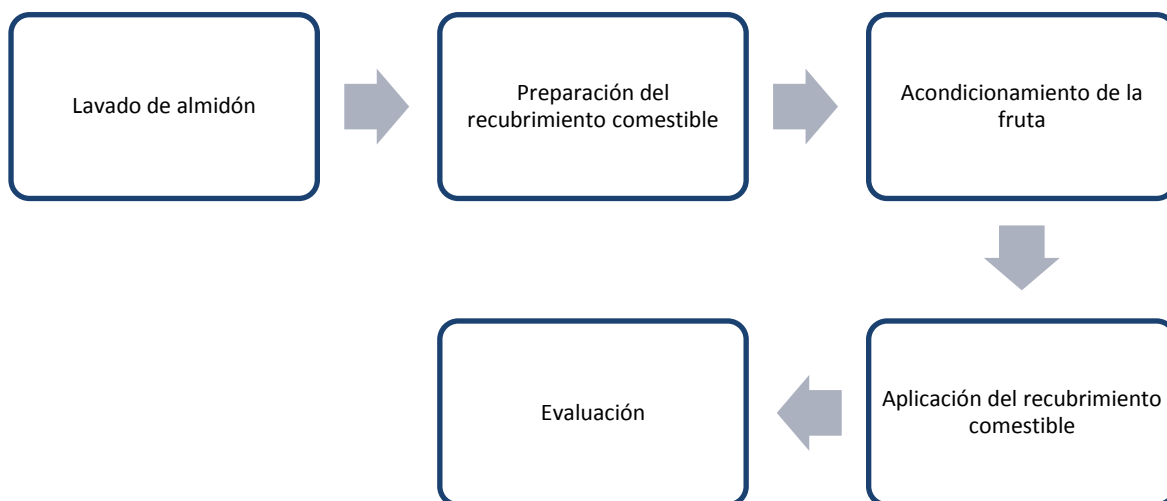 Lavado de almidón
Preparación del
recubrimiento comestible
Acondicionamiento de la
fruta
Aplicación del recubrimiento
comestible
Evaluación